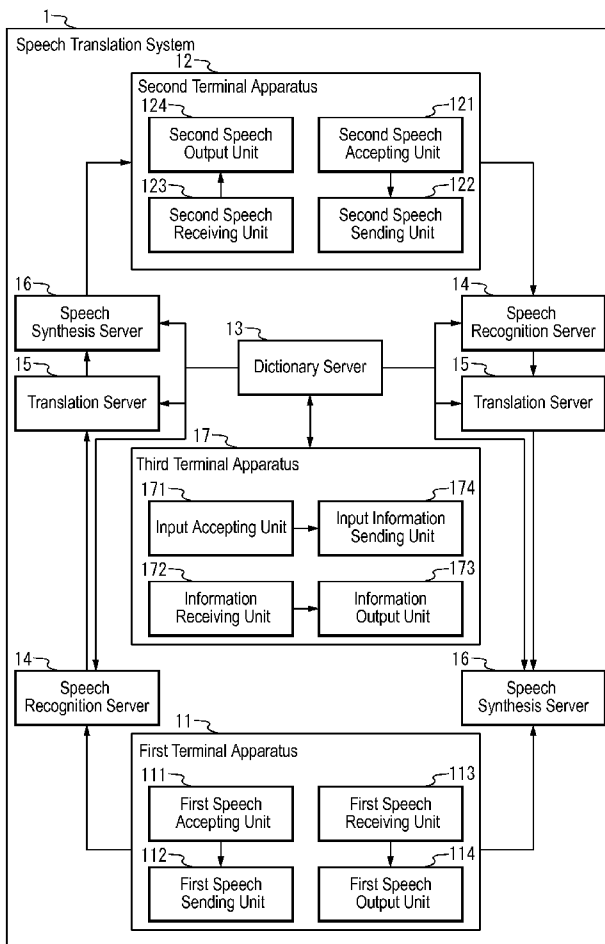 1
Speech Translation System
12
Second Terminal Apparatus
124
121
Second Speech
Output Unit
Second Speech
Accepting Unit
123
122
Second Speech
Receiving Unit
Second Speech
Sending Unit
16
Speech
Synthesis Server
14
Speech
Recognition Server
13
Dictionary Server
15
Translation Server
15
Translation Server
17
Third Terminal Apparatus
171
174
Input Accepting Unit
Input Information
Sending Unit
172
173
Information
Receiving Unit
Information
Output Unit
14
Speech
Recognition Server
16
Speech
Synthesis Server
11
First Terminal Apparatus
111
113
First Speech
Accepting Unit
First Speech
Receiving Unit
112
114
First Speech
Sending Unit
First Speech
Output Unit